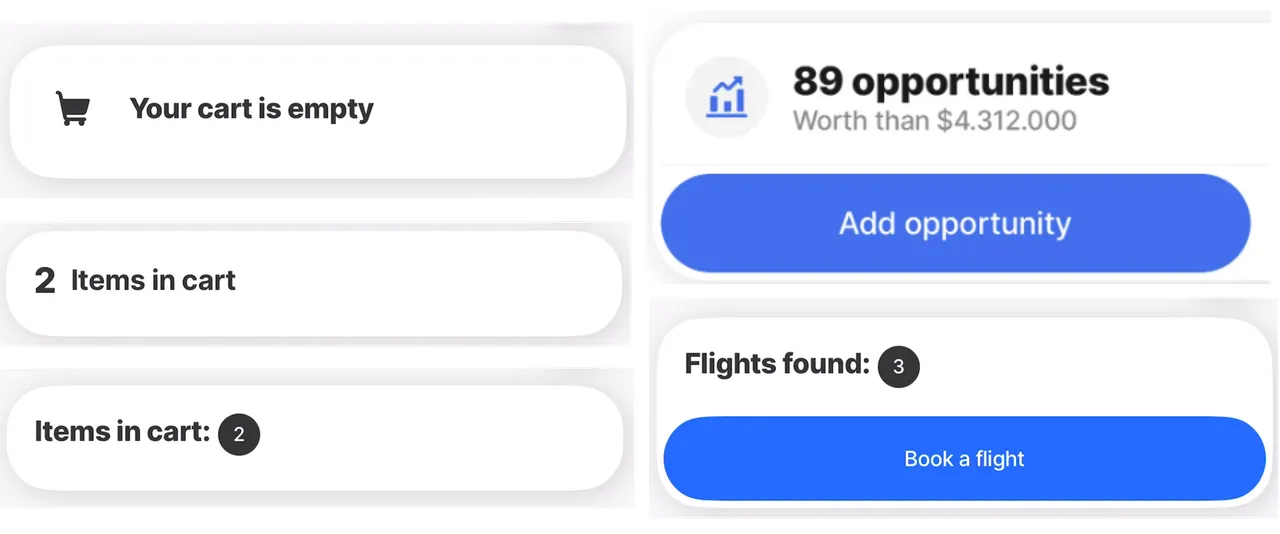 Your cart is empty
2 Items in cart
Items in cart: 2
89 opportunities
Worth than $4.312.000
Add opportunity
Flights found: 3
Book a flight